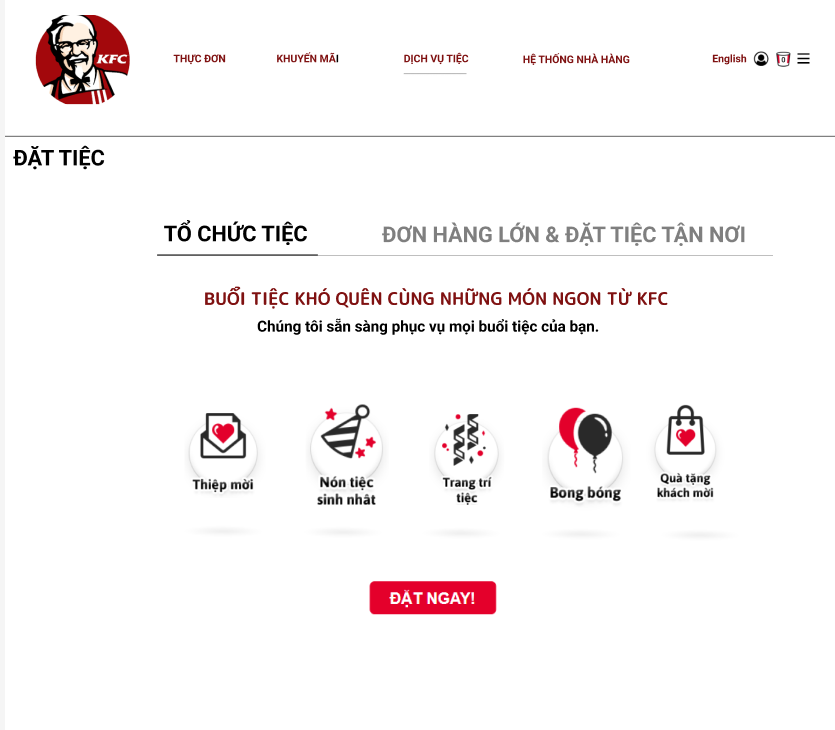 KFC
THỰC ĐƠN
KHUYẾN MÃI
DỊCH VỤ TIỆC
HỆ THỐNG NHÀ HÀNG
English
0
ĐẶT TIỆC
TỔ CHỨC TIỆC
ĐƠN HÀNG LỚN & ĐẶT TIỆC TẬN NƠI
BUỔI TIỆC KHÓ QUÊN CÙNG NHỮNG MÓN NGON TỪ KFC
Chúng tôi sẵn sàng phục vụ mọi buổi tiệc của bạn.
Thiệp mời
Nón tiệc
sinh nhật
Trang trí
tiệc
Bong bóng
Quà tặng
khách mời
ĐẶT NGAY!